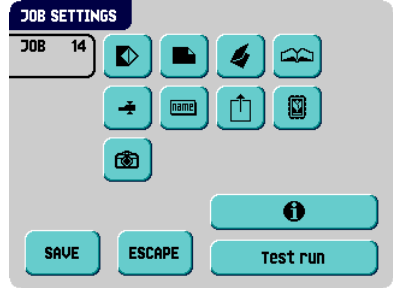 JOB SETTINGS
JOB 14
name
SAVE
ESCAPE
Test run